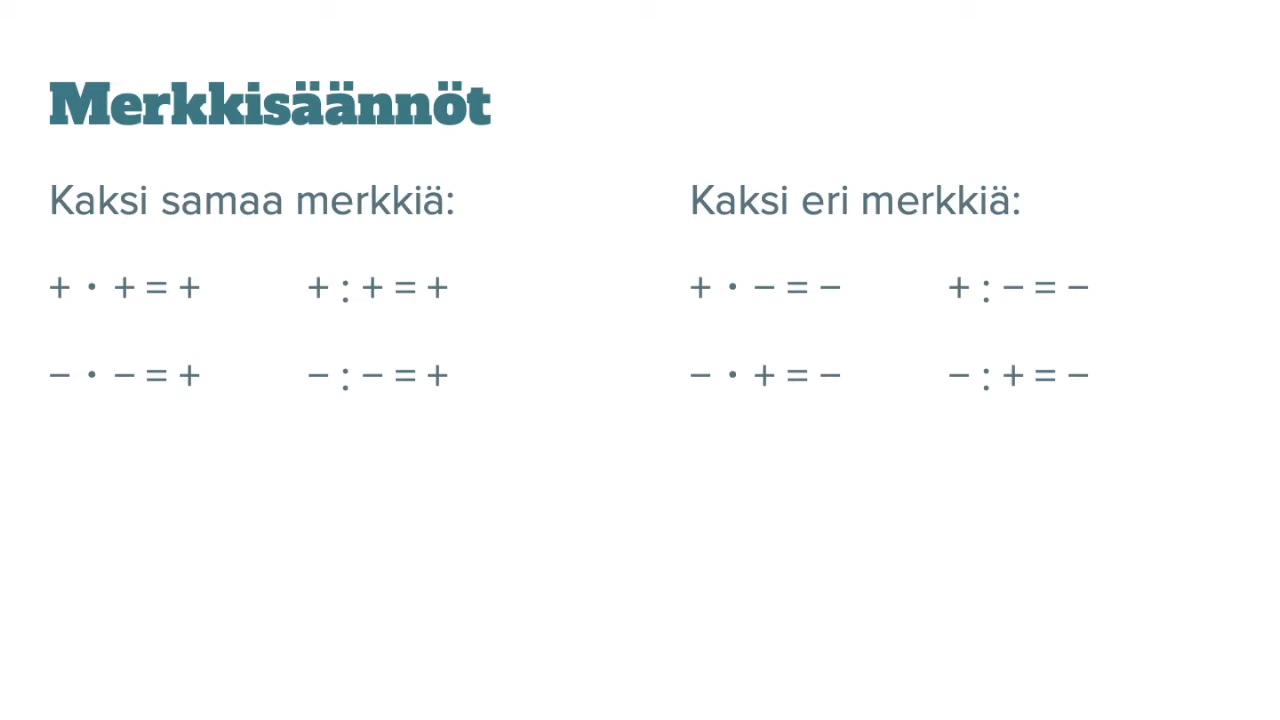 Merkkisäännöt
Kaksi samaa merkkiä:
+ · + = + + : + = +
− · − = + − : − = +
Kaksi eri merkkiä:
+ · − = − + : − = −
− · + = − − : + = −